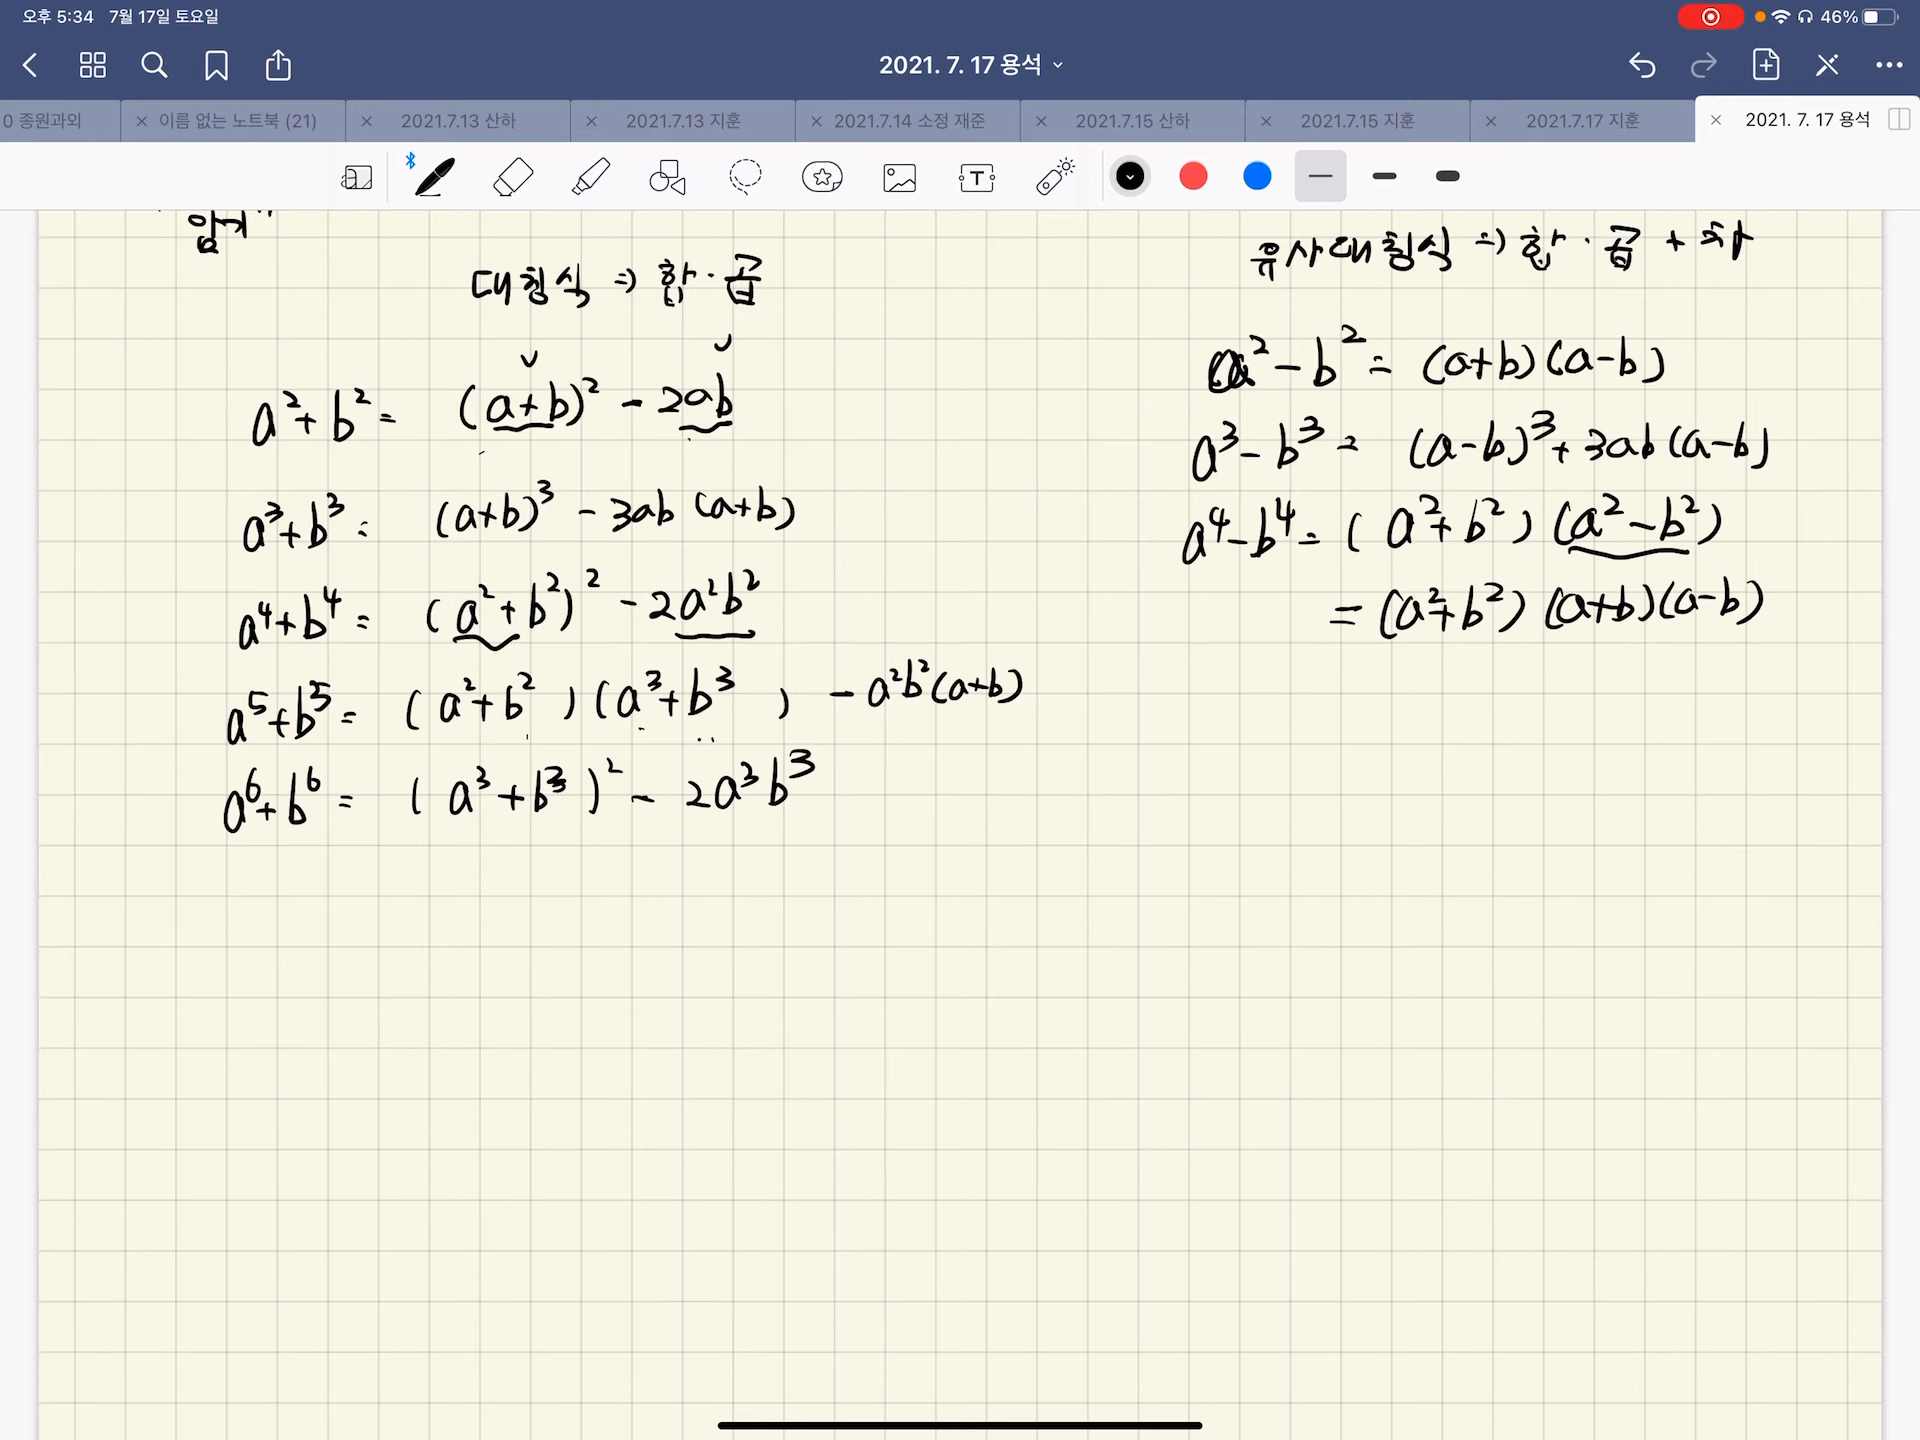 오후 5:34 7월 17일 토요일 46%
2021. 7. 17 용석
0 종원과외 이름 없는 노트북 (21) 2021.7.13 산하 2021.7.13 지훈 2021.7.14 소정 재준 2021.7.15 산하 2021.7.15 지훈 2021.7.17 지훈 2021. 7. 17 용석
대칭식 ⇒ 합·곱
a²+b²= (a+b)² - 2ab
a³+b³= (a+b)³ - 3ab (a+b)
a⁴+b⁴= (a²+b²)² - 2a²b²
a⁵+b⁵= (a²+b²)(a³+b³) - a²b²(a+b)
a⁶+b⁶= (a³+b³)² - 2a³b³
유사대칭식 ⇒ 합·곱 + 차
a²-b²= (a+b)(a-b)
a³-b³= (a-b)³+3ab(a-b)
a⁴-b⁴= (a²+b²)(a²-b²)
= (a²+b²)(a+b)(a-b)